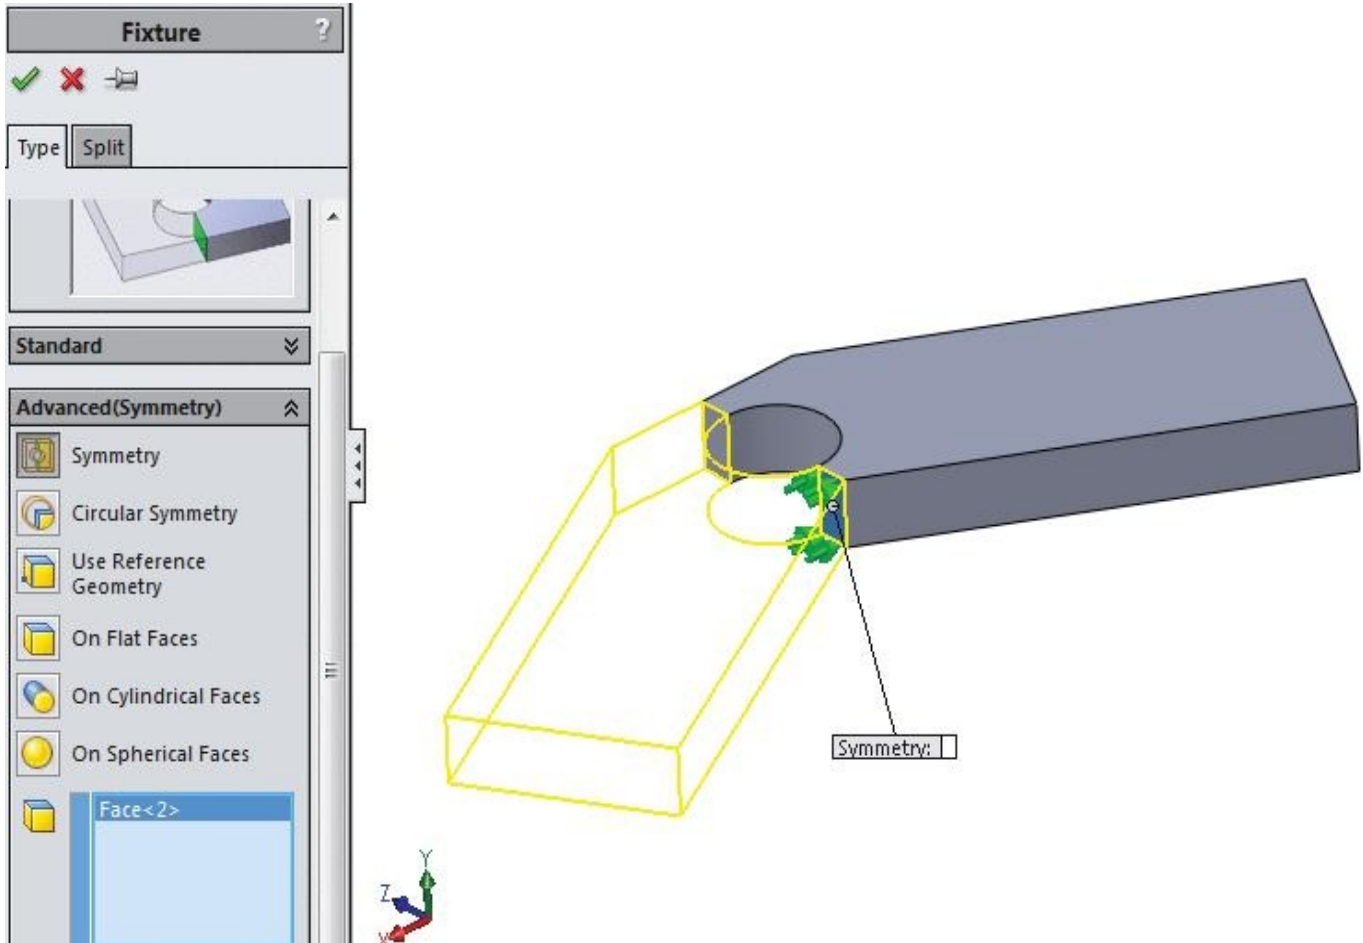 Fixture
?
Type
Split
Standard
Advanced(Symmetry)
Symmetry
Circular Symmetry
Use Reference
Geometry
On Flat Faces
On Cylindrical Faces
On Spherical Faces
Face<2>
Symmetry:
Y
Z
X